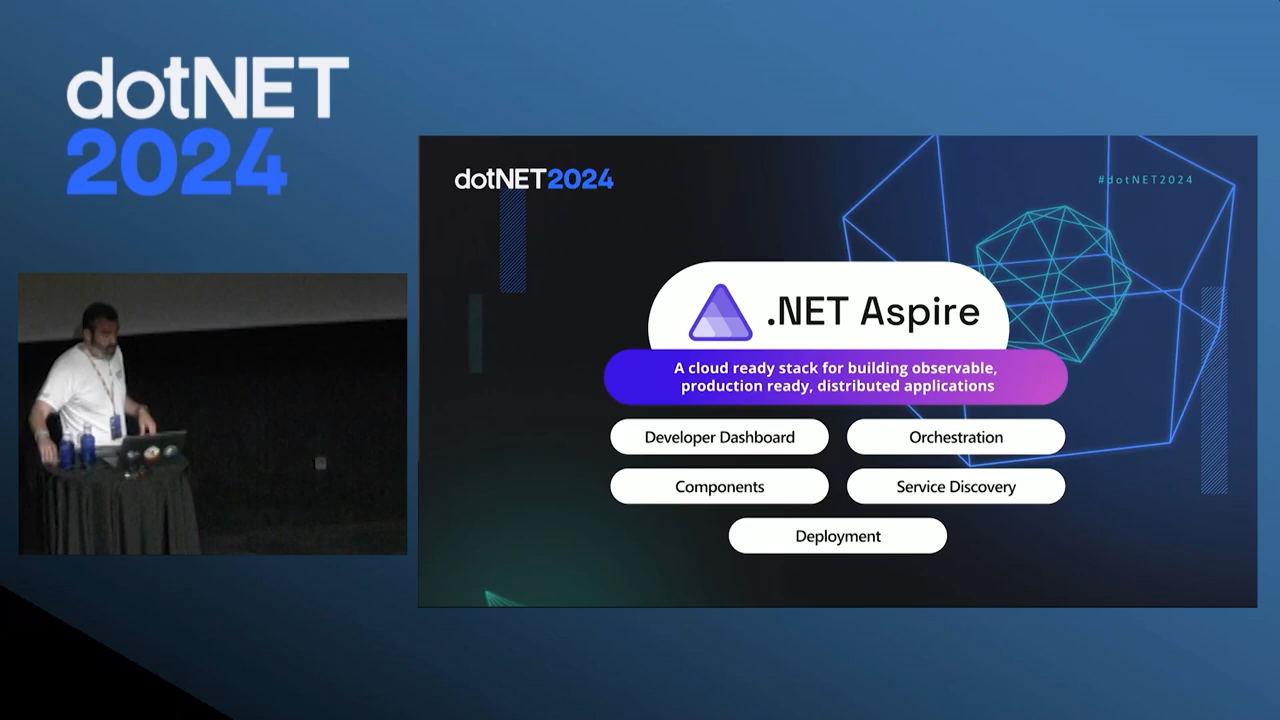 dotNET
2024
dotNET2024
#dotNET2024
.NET Aspire
A cloud ready stack for building observable,
production ready, distributed applications
Developer Dashboard
Orchestration
Components
Service Discovery
Deployment